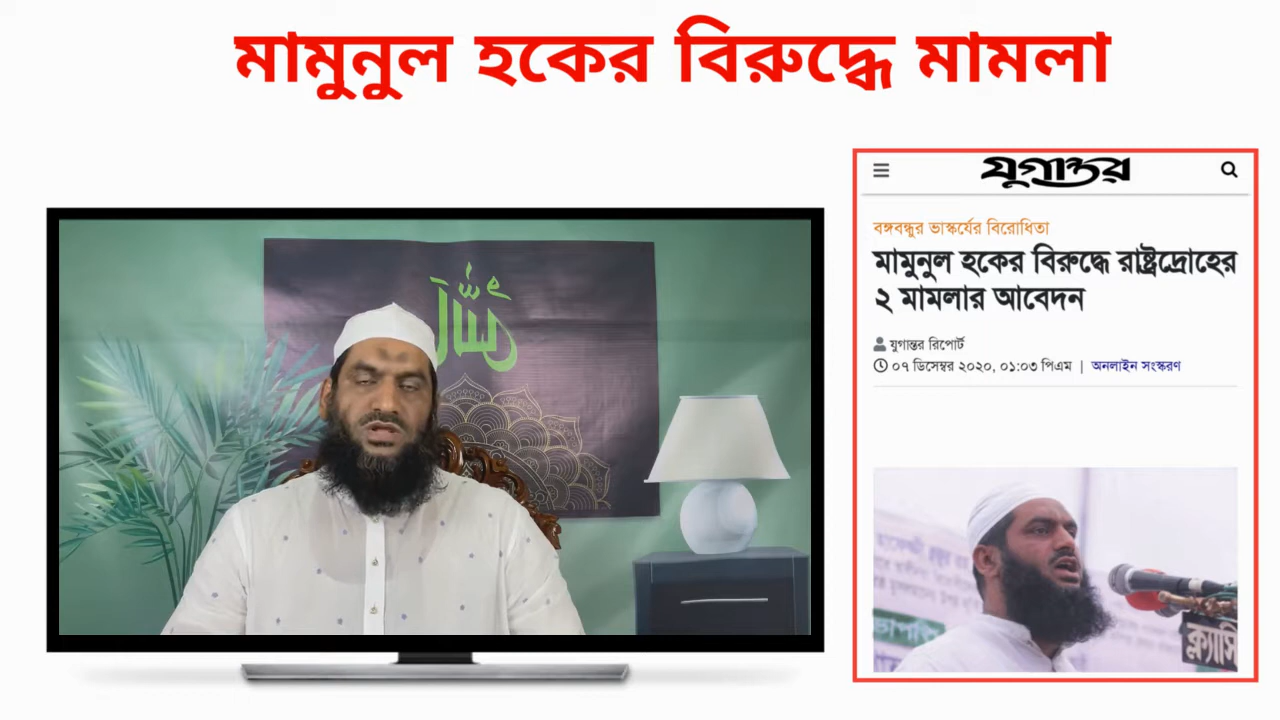 মামুনুল হকের বিরুদ্ধে মামলা
যুগান্তর
বঙ্গবন্ধুর ভাস্কর্যের বিরোধিতা
মামুনুল হকের বিরুদ্ধে রাষ্ট্রদ্রোহের
২ মামলার আবেদন
যুগান্তর রিপোর্ট
০৭ ডিসেম্বর ২০২০, ০১:০৩ পিএম | অনলাইন সংস্করণ
ক্ল্যাসি